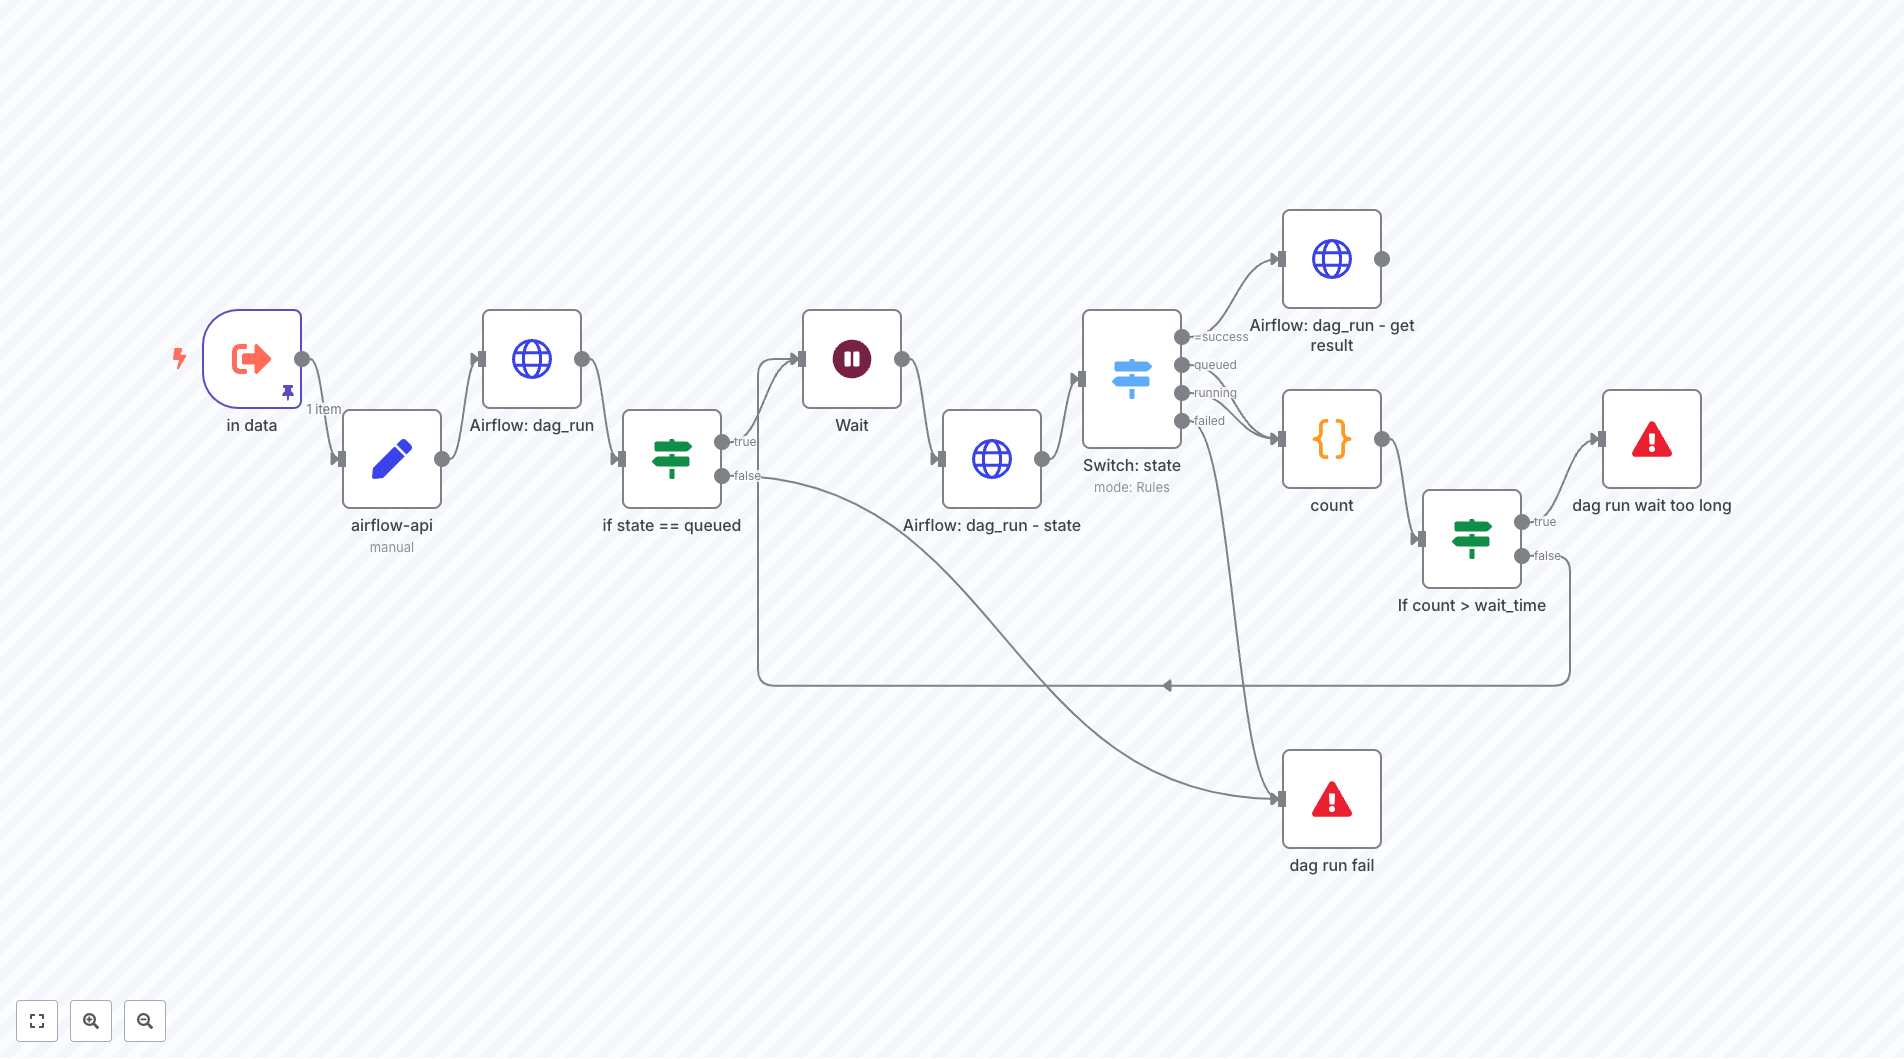 1 item
in data
airflow-api
manual
Airflow: dag_run
true
false
if state == queued
Wait
Airflow: dag_run - state
=success
queued
running
failed
Switch: state
mode: Rules
Airflow: dag_run - get
result
count
true
false
If count > wait_time
dag run wait too long
dag run fail